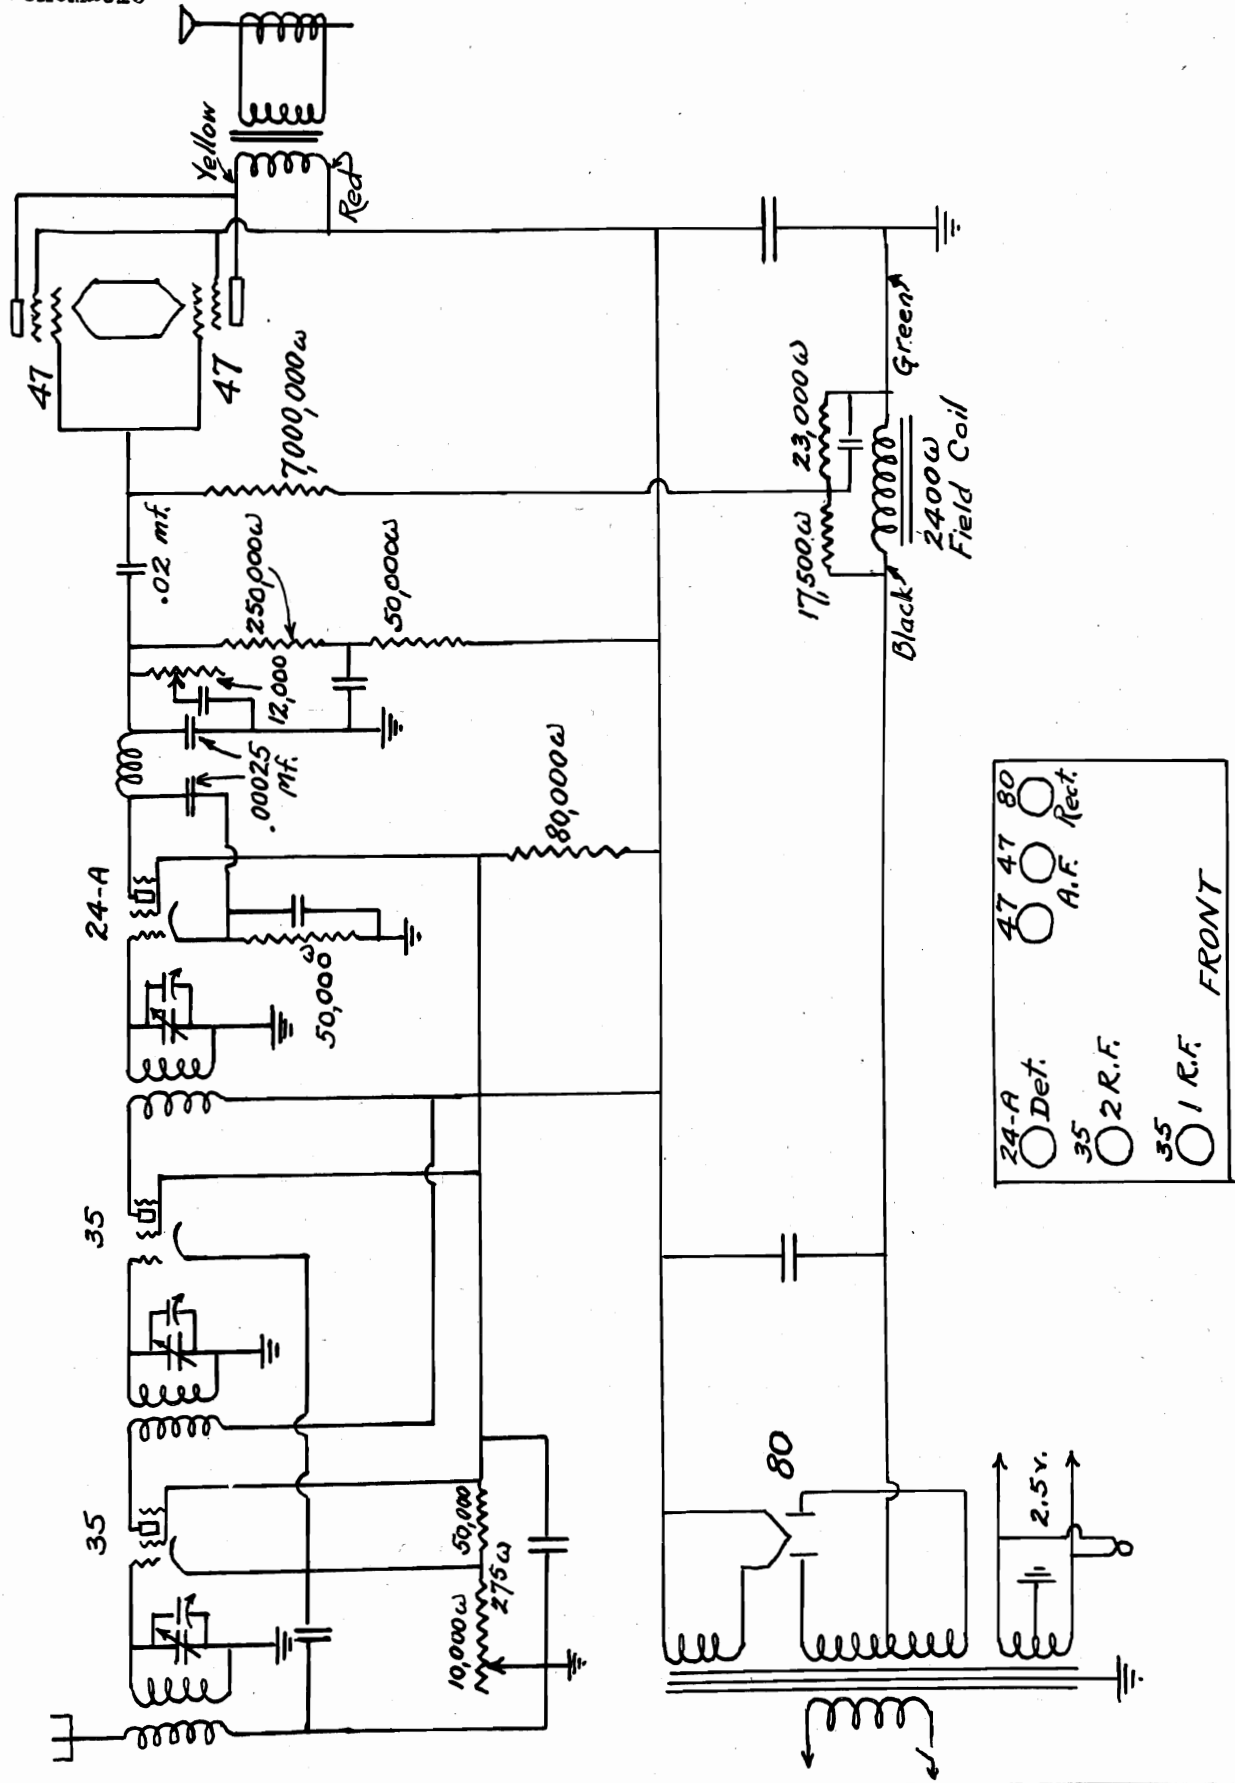 35
35
24-A
47
47
Yellow
Red
.02 mf.
7,000,000ω
250,000ω
12,000
50,000ω
.00025
Mf.
50,000
ω
80,000ω
50,000
275ω
10,000ω
17,500ω
23,000ω
Black
Green
2400ω
Field Coil
80
2.5v.
24-A
Det.
47
47
80
A.F.
Rect.
35
2 R.F.
35
1 R.F.
FRONT